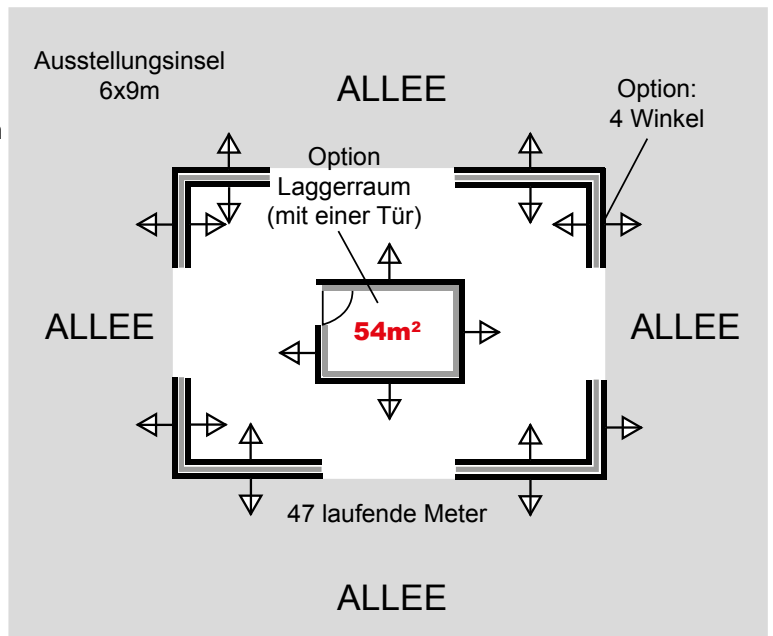 Ausstellungsinsel
6x9m
ALLEE
Option:
4 Winkel
Option
Laggerraum
(mit einer Tür)
ALLEE
54m²
ALLEE
47 laufende Meter
ALLEE